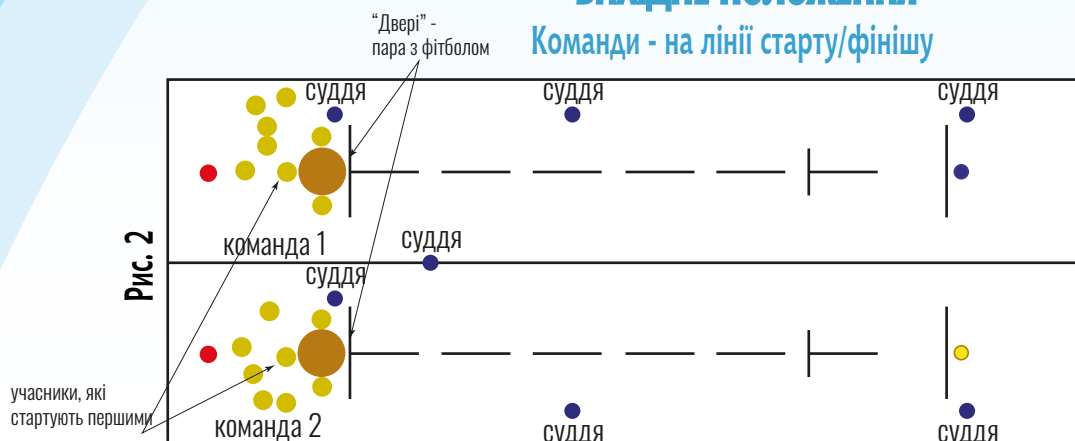 "Двері" -
пара з фітболом
Команди - на лінії старту/фінішу
суддя
суддя
суддя
Рис. 2
команда 1
суддя
суддя
учасники, які
стартують першими
команда 2
суддя
суддя